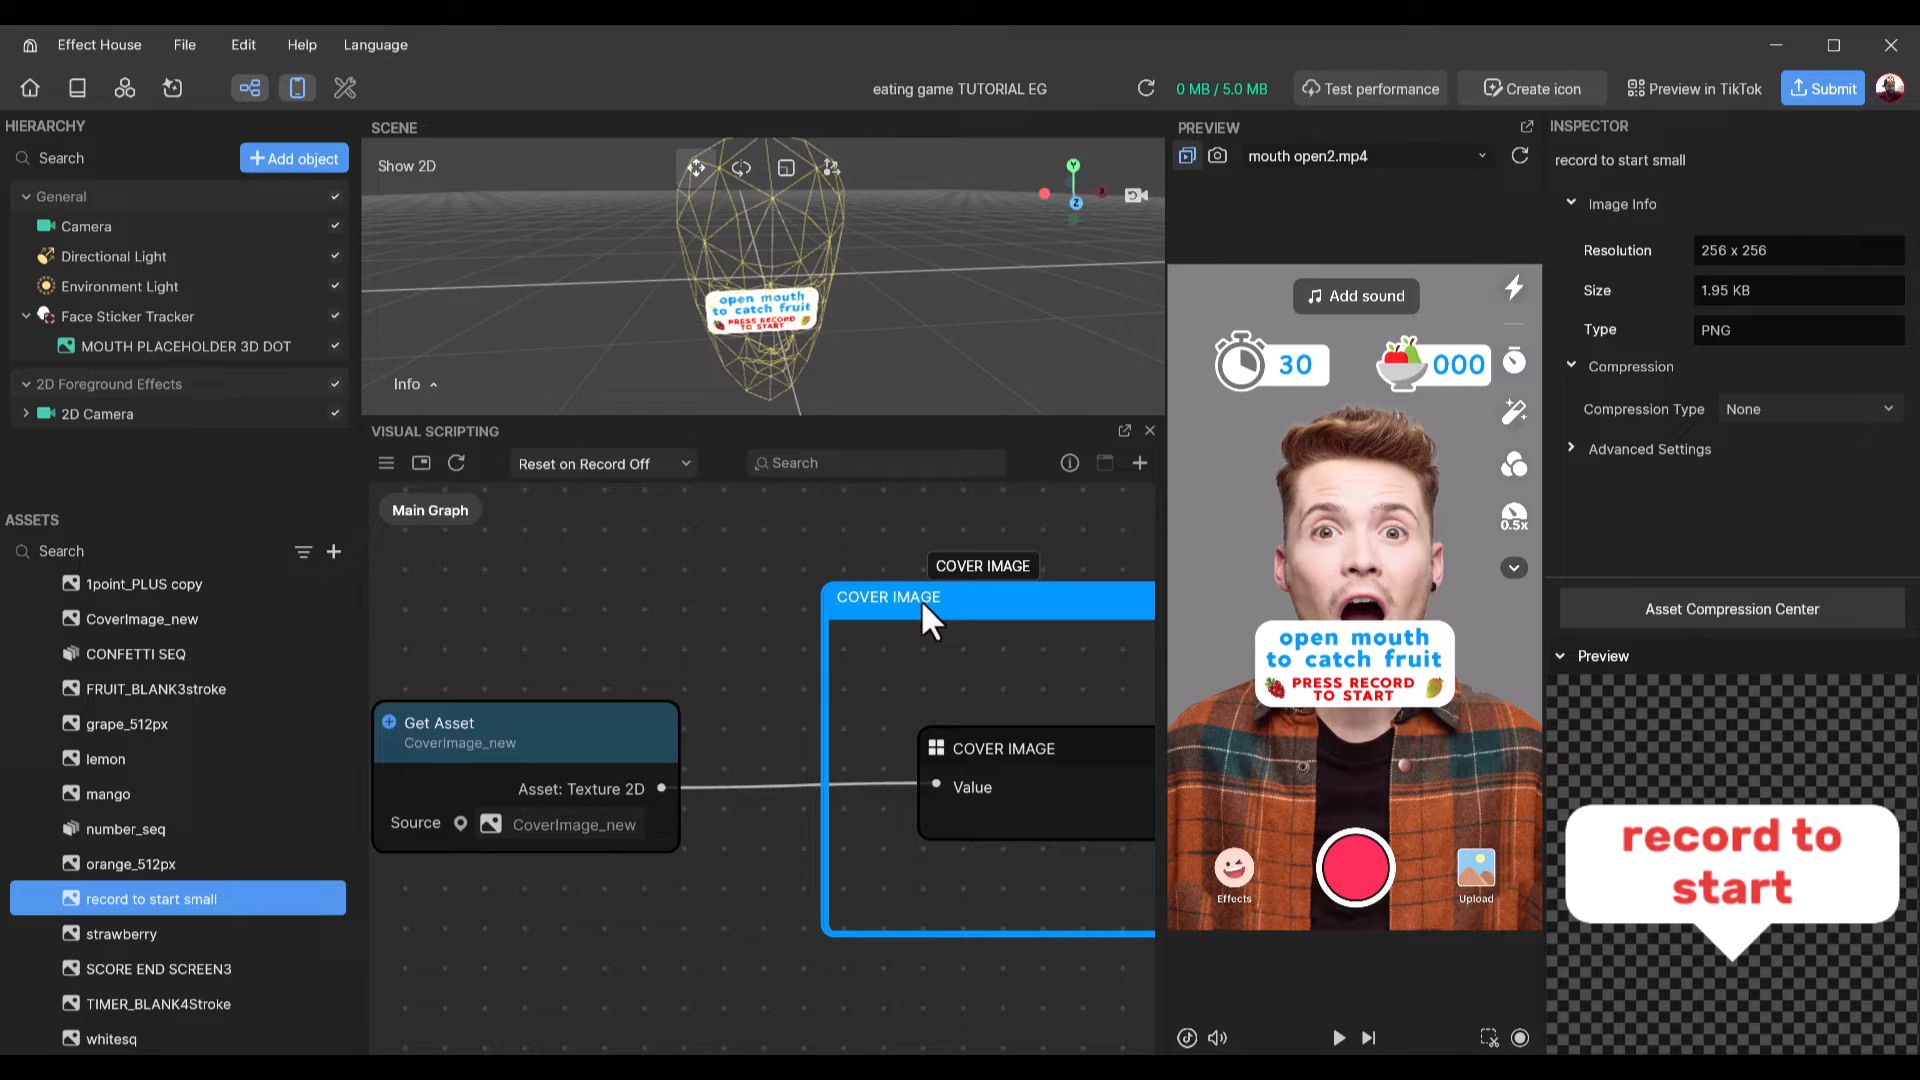 Effect House
File
Edit
Help
Language
eating game TUTORIAL EG
0 MB / 5.0 MB
Test performance
Create icon
Preview in TikTok
Submit
HIERARCHY
Search
Add object
General
Camera
Directional Light
Environment Light
Face Sticker Tracker
MOUTH PLACEHOLDER 3D DOT
2D Foreground Effects
2D Camera
ASSETS
Search
1point_PLUS copy
CoverImage_new
CONFETTI SEQ
FRUIT_BLANK3stroke
grape_512px
lemon
mango
number_seq
orange_512px
record to start small
strawberry
SCORE END SCREEN3
TIMER_BLANK4Stroke
whitesq
SCENE
Show 2D
Y
X
Z
open mouth
to catch fruit
PRESS RECORD
TO START
Info
VISUAL SCRIPTING
Reset on Record Off
Search
Main Graph
COVER IMAGE
COVER IMAGE
Get Asset
CoverImage_new
Asset: Texture 2D
Source
CoverImage_new
COVER IMAGE
Value
PREVIEW
mouth open2.mp4
Add sound
30
000
0.5x
open mouth
to catch fruit
PRESS RECORD
TO START
Effects
Upload
INSPECTOR
record to start small
Image Info
Resolution
256 x 256
Size
1.95 KB
Type
PNG
Compression
Compression Type
None
Advanced Settings
Asset Compression Center
Preview
record to
start